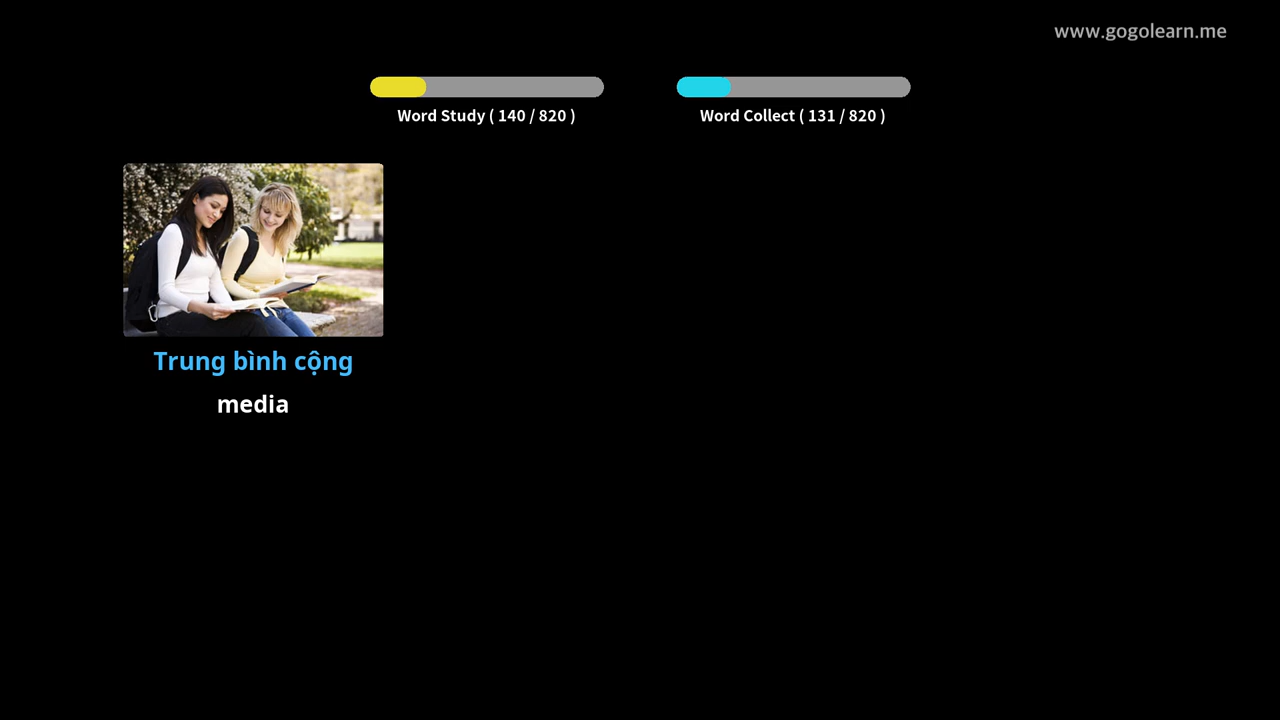 www.gogolearn.me
Word Study ( 140 / 820 )
Word Collect ( 131 / 820 )
Trung bình cộng
media